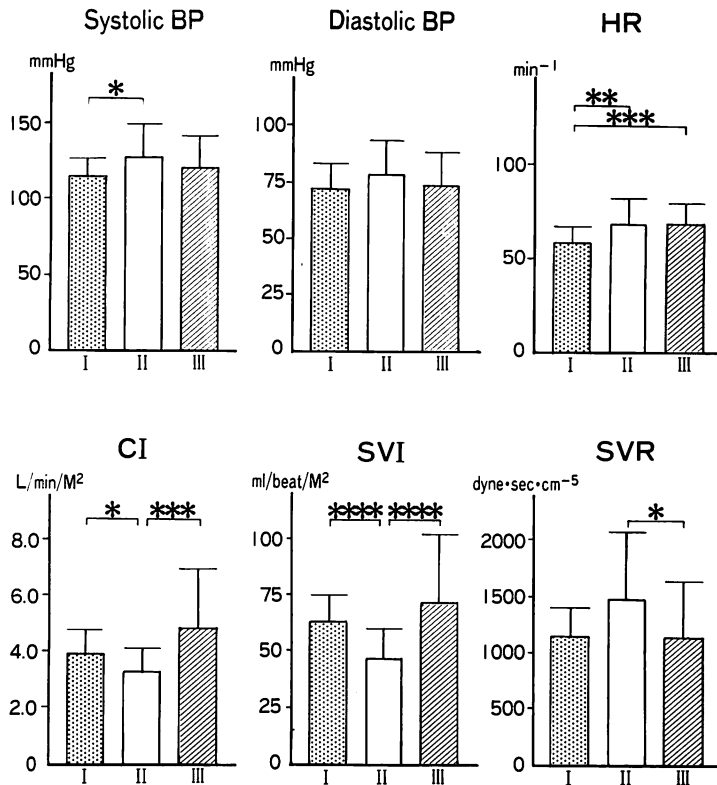 Systolic BP
mmHg
*
150
100
50
0
I II III
Diastolic BP
mmHg
100
75
50
25
0
I II III
HR
min⁻¹
**
***
100
50
0
I II III
CI
L/min/M²
* ***
8.0
6.0
4.0
2.0
0
I II III
SVI
ml/beat/M²
**** ****
100
75
50
25
0
I II III
SVR
dyne•sec•cm⁻⁵
*
2000
1500
1000
500
0
I II III